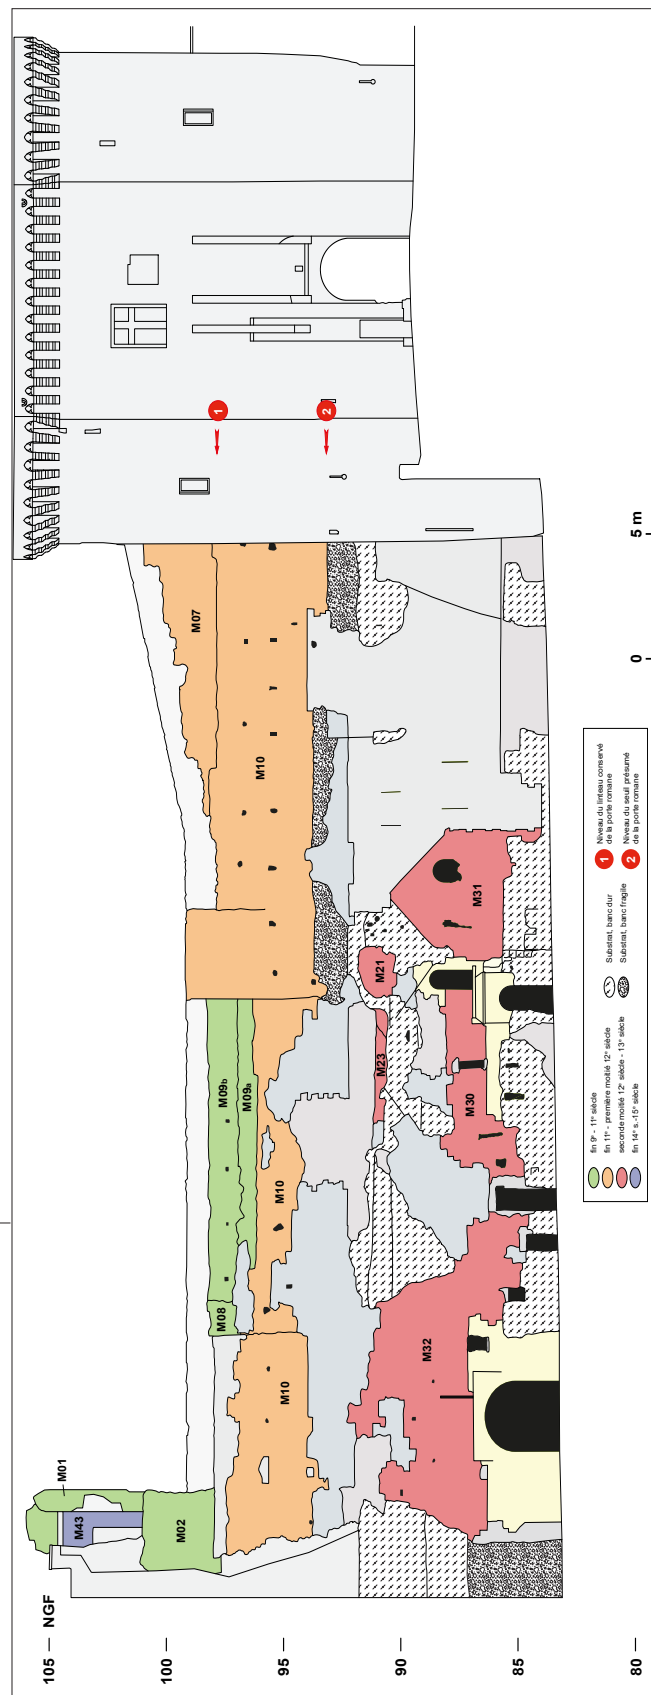 105 — NGF
100 —
95 —
90 —
85 —
80 —
M01
M43
M02
M08
M09b
M09a
M10
M10
M10
M07
M32
M30
M23
M21
M31
1
2
0
5 m
fin 9e - 11e siècle
fin 11e - première moitié 12e siècle
seconde moitié 12e siècle - 13e siècle
fin 14e s.-15e siècle
Substrat, banc dur
Substrat, banc fragile
1 Niveau du linteau conservé
de la porte romane
2 Niveau du seuil présumé
de la porte romane